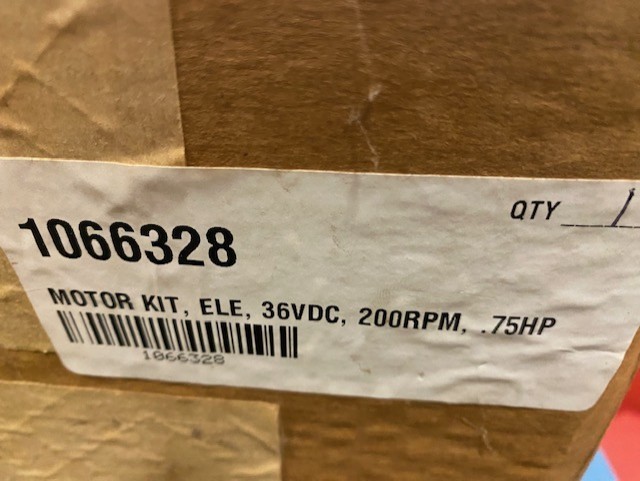 QTY 1
1066328
MOTOR KIT, ELE, 36VDC, 200RPM, .75HP
1066328